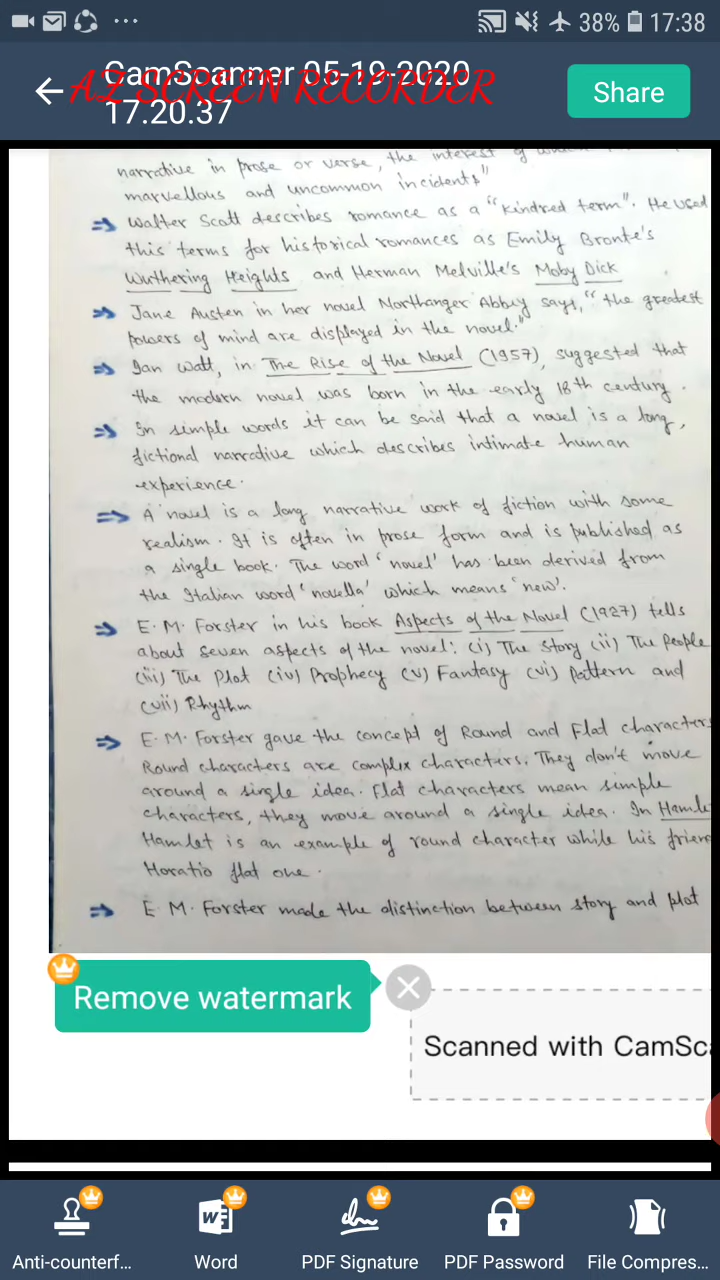 38% 17:38
CamScanner 05-19-2020
17.20.37
AZ SCREEN RECORDER
Share
narrative in prose or verse, the interest of
marvellous and uncommon incidents"
⇒ Walter Scott describes romance as a "kindred term". He used
this terms for historical romances as Emily Bronte's
Wuthering Heights and Herman Melville's Moby Dick
⇒ Jane Austen in her novel Northanger Abbey says, "the greatest
powers of mind are displayed in the novel."
⇒ Ian Watt, in The Rise of the Novel (1957), suggested that
the modern novel was born in the early 18th century.
⇒ In simple words it can be said that a novel is a long,
fictional narrative which describes intimate human
experience.
⇒ A novel is a long narrative work of fiction with some
realism. It is often in prose form and is published as
a single book. The word 'novel' has been derived from
the Italian word 'novella' which means 'new'.
⇒ E. M. Forster in his book Aspects of the Novel (1927) tells
about seven aspects of the novel: (i) The Story (ii) The People
(iii) The Plot (iv) Prophecy (v) Fantasy (vi) Pattern and
(vii) Rhythm
⇒ E. M. Forster gave the concept of Round and Flat characters
Round characters are complex characters. They don't move
around a single idea. Flat characters mean simple
characters, they move around a single idea. In Hamle
Hamlet is an example of round character while his frien
Horatio flat one.
⇒ E M. Forster made the distinction between story and plot
Remove watermark
Scanned with CamSc
Anti-counterf... Word PDF Signature PDF Password File Compres...